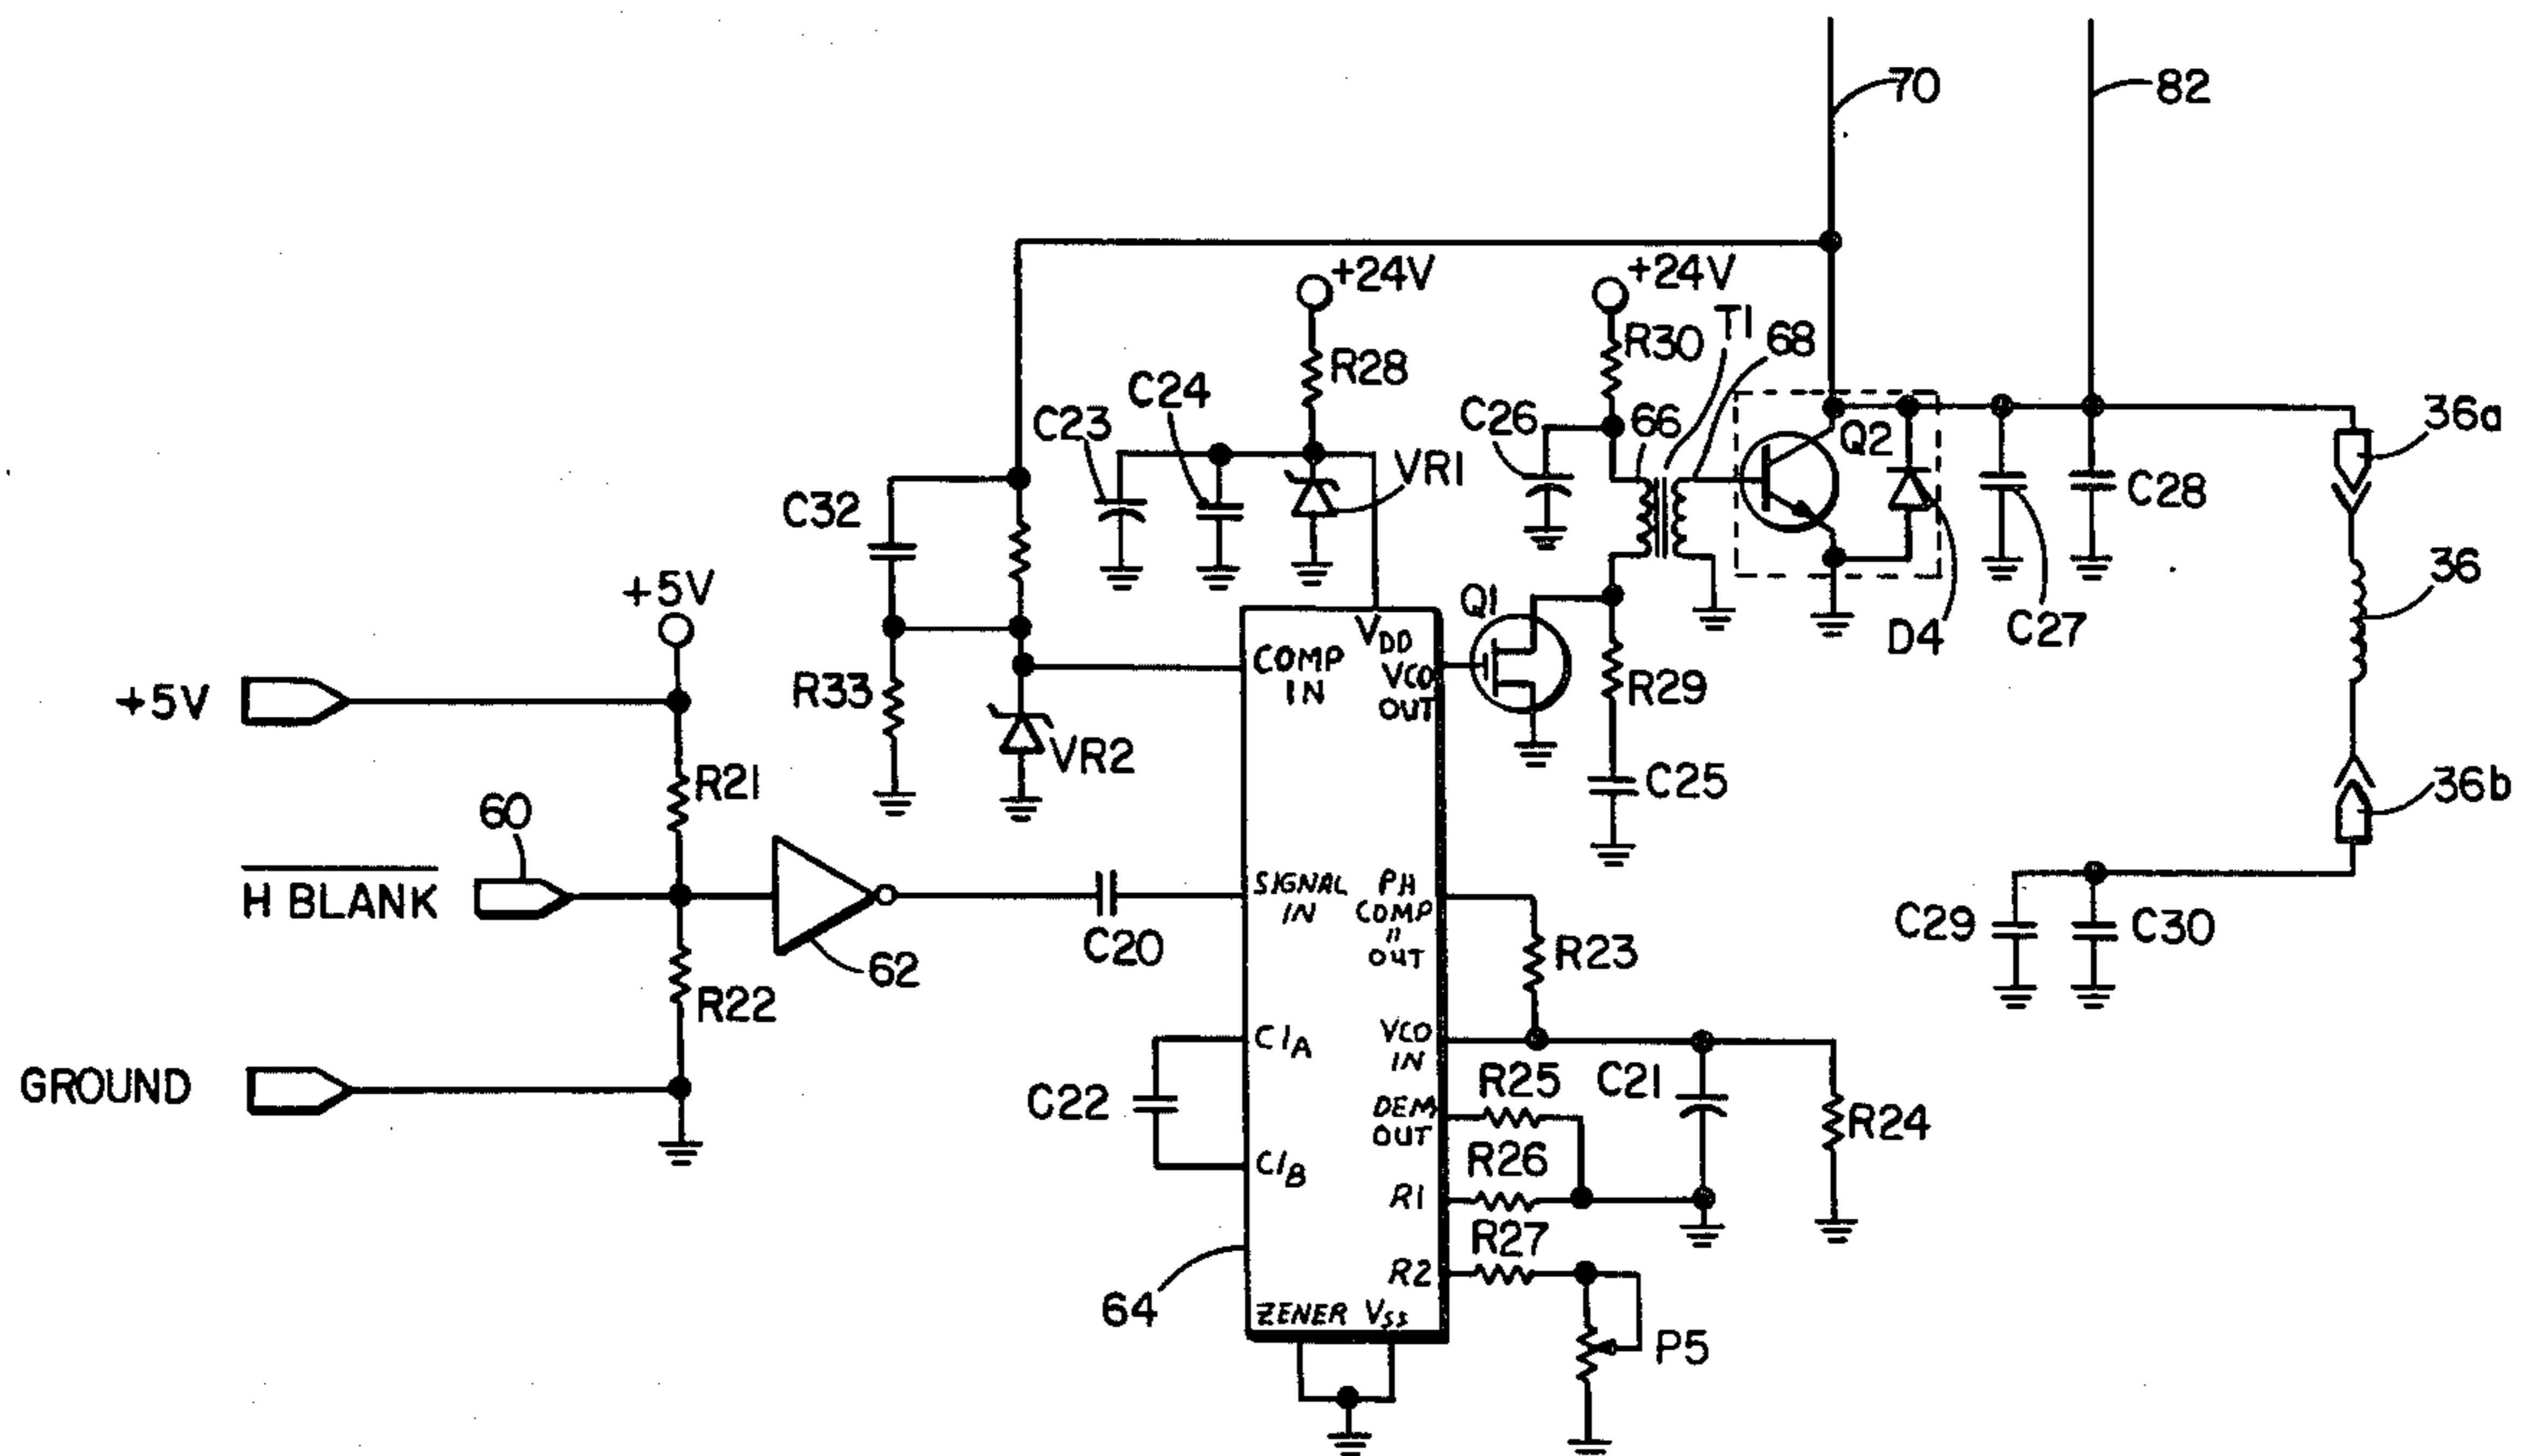 70
82
+24V
+24V
T1
R30
68
R28
C24
C26
66
Q2
36a
C23
VR1
C28
C32
+5V
Q1
D4
C27
36
VDD
COMP
IN
VCO
OUT
R33
R29
+5V
VR2
R21
C25
36b
60
H BLANK
SIGNAL
IN
PH
COMP
II
OUT
C20
R23
C29
C30
62
R22
C1A
VCO
IN
R25
C21
GROUND
C22
DEM
OUT
R24
R26
C1B
R1
R27
64
R2
ZENER VSS
P5